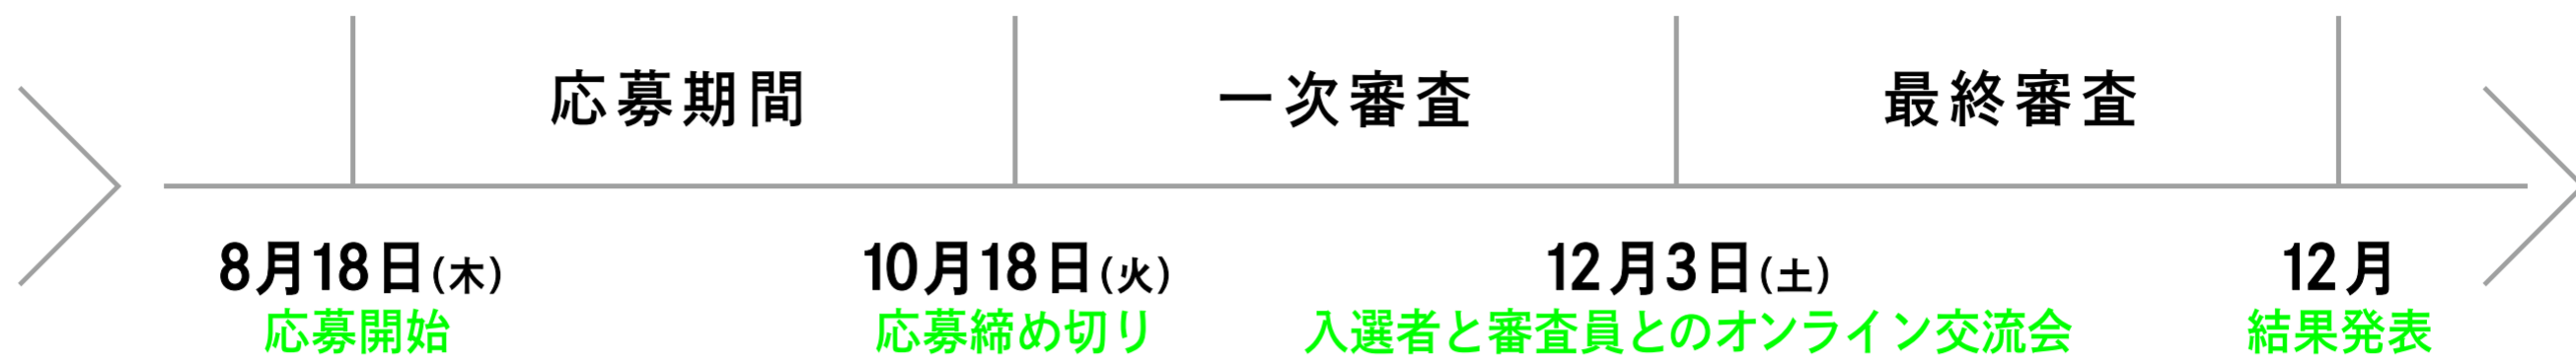 応募期間 一次審査 最終審査
8月18日(木) 10月18日(火) 12月3日(土) 12月
応募開始 応募締め切り 入選者と審査員とのオンライン交流会 結果発表